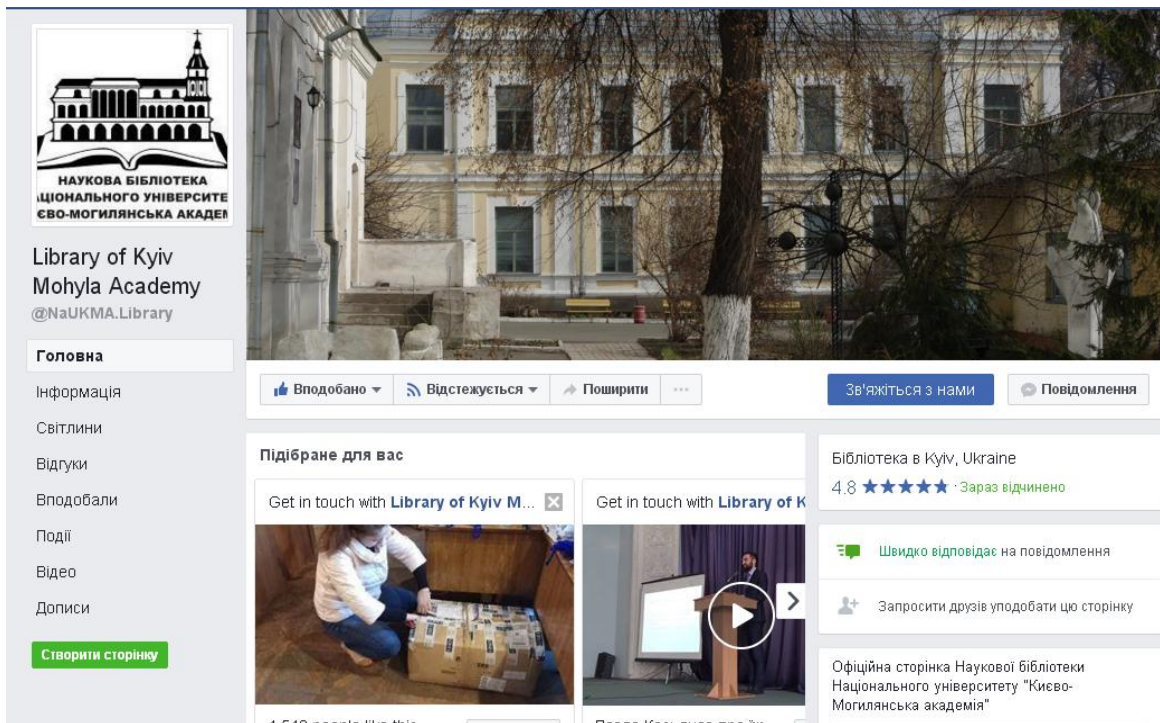 НАУКОВА БІБЛІОТЕКА
АЦІОНАЛЬНОГО УНІВЕРСИТЕ
ЄВО-МОГИЛЯНСЬКА АКАДЕМ
Library of Kyiv
Mohyla Academy
@NaUKMA.Library
Головна
Інформація
Світлини
Відгуки
Вподобали
Події
Відео
Дописи
Створити сторінку
Вподобано
Відстежується
Поширити
Зв'яжіться з нами
Повідомлення
Підібране для вас
Get in touch with Library of Kyiv M...
Get in touch with Library of K
Бібліотека в Kyiv, Ukraine
4.8 ★★★★★ · Зараз відчинено
Швидко відповідає на повідомлення
Запросити друзів уподобати цю сторінку
Офіційна сторінка Наукової бібліотеки
Національного університету "Києво-
Могилянська академія"